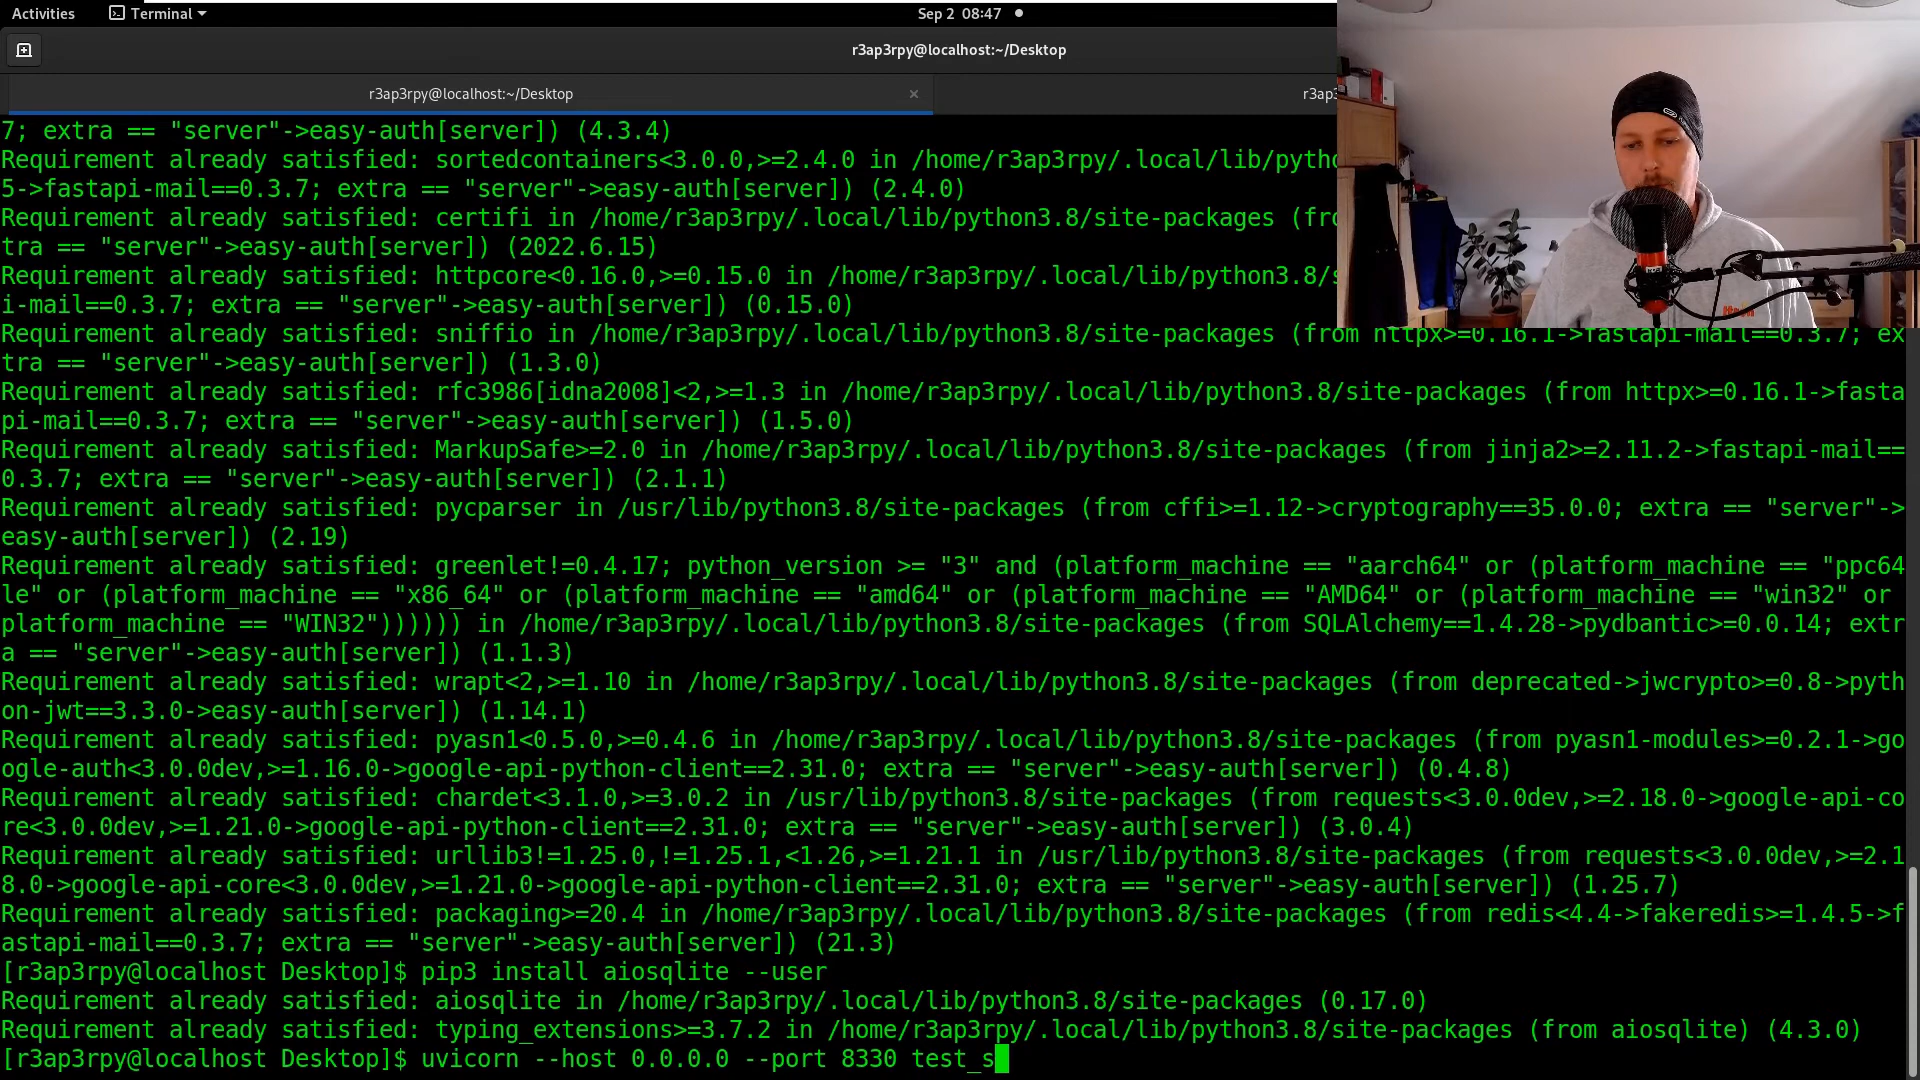 Activities Terminal Sep 2 08:47
r3ap3rpy@localhost:~/Desktop
r3ap3rpy@localhost:~/Desktop × r3ap3
7; extra == "server"->easy-auth[server]) (4.3.4)
Requirement already satisfied: sortedcontainers<3.0.0,>=2.4.0 in /home/r3ap3rpy/.local/lib/pytho
5->fastapi-mail==0.3.7; extra == "server"->easy-auth[server]) (2.4.0)
Requirement already satisfied: certifi in /home/r3ap3rpy/.local/lib/python3.8/site-packages (fro
tra == "server"->easy-auth[server]) (2022.6.15)
Requirement already satisfied: httpcore<0.16.0,>=0.15.0 in /home/r3ap3rpy/.local/lib/python3.8/s
i-mail==0.3.7; extra == "server"->easy-auth[server]) (0.15.0)
Requirement already satisfied: sniffio in /home/r3ap3rpy/.local/lib/python3.8/site-packages (from httpx>=0.16.1->fastapi-mail==0.3.7; ex
tra == "server"->easy-auth[server]) (1.3.0)
Requirement already satisfied: rfc3986[idna2008]<2,>=1.3 in /home/r3ap3rpy/.local/lib/python3.8/site-packages (from httpx>=0.16.1->fasta
pi-mail==0.3.7; extra == "server"->easy-auth[server]) (1.5.0)
Requirement already satisfied: MarkupSafe>=2.0 in /home/r3ap3rpy/.local/lib/python3.8/site-packages (from jinja2>=2.11.2->fastapi-mail==
0.3.7; extra == "server"->easy-auth[server]) (2.1.1)
Requirement already satisfied: pycparser in /usr/lib/python3.8/site-packages (from cffi>=1.12->cryptography==35.0.0; extra == "server"->
easy-auth[server]) (2.19)
Requirement already satisfied: greenlet!=0.4.17; python_version >= "3" and (platform_machine == "aarch64" or (platform_machine == "ppc64
le" or (platform_machine == "x86_64" or (platform_machine == "amd64" or (platform_machine == "AMD64" or (platform_machine == "win32" or 
platform_machine == "WIN32")))))) in /home/r3ap3rpy/.local/lib/python3.8/site-packages (from SQLAlchemy==1.4.28->pydbantic>=0.0.14; extr
a == "server"->easy-auth[server]) (1.1.3)
Requirement already satisfied: wrapt<2,>=1.10 in /home/r3ap3rpy/.local/lib/python3.8/site-packages (from deprecated->jwcrypto>=0.8->pyth
on-jwt==3.3.0->easy-auth[server]) (1.14.1)
Requirement already satisfied: pyasn1<0.5.0,>=0.4.6 in /home/r3ap3rpy/.local/lib/python3.8/site-packages (from pyasn1-modules>=0.2.1->go
ogle-auth<3.0.0dev,>=1.16.0->google-api-python-client==2.31.0; extra == "server"->easy-auth[server]) (0.4.8)
Requirement already satisfied: chardet<3.1.0,>=3.0.2 in /usr/lib/python3.8/site-packages (from requests<3.0.0dev,>=2.18.0->google-api-co
re<3.0.0dev,>=1.21.0->google-api-python-client==2.31.0; extra == "server"->easy-auth[server]) (3.0.4)
Requirement already satisfied: urllib3!=1.25.0,!=1.25.1,<1.26,>=1.21.1 in /usr/lib/python3.8/site-packages (from requests<3.0.0dev,>=2.1
8.0->google-api-core<3.0.0dev,>=1.21.0->google-api-python-client==2.31.0; extra == "server"->easy-auth[server]) (1.25.7)
Requirement already satisfied: packaging>=20.4 in /home/r3ap3rpy/.local/lib/python3.8/site-packages (from redis<4.4->fakeredis>=1.4.5->f
astapi-mail==0.3.7; extra == "server"->easy-auth[server]) (21.3)
[r3ap3rpy@localhost Desktop]$ pip3 install aiosqlite --user
Requirement already satisfied: aiosqlite in /home/r3ap3rpy/.local/lib/python3.8/site-packages (0.17.0)
Requirement already satisfied: typing_extensions>=3.7.2 in /home/r3ap3rpy/.local/lib/python3.8/site-packages (from aiosqlite) (4.3.0)
[r3ap3rpy@localhost Desktop]$ uvicorn --host 0.0.0.0 --port 8330 test_s